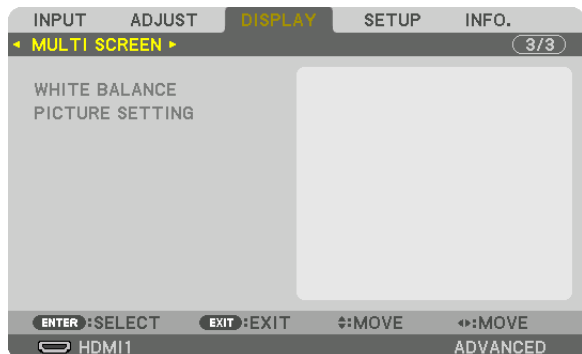 INPUT ADJUST DISPLAY SETUP INFO.
MULTI SCREEN 3/3
WHITE BALANCE
PICTURE SETTING
ENTER:SELECT EXIT:EXIT :MOVE :MOVE
HDMI1 ADVANCED